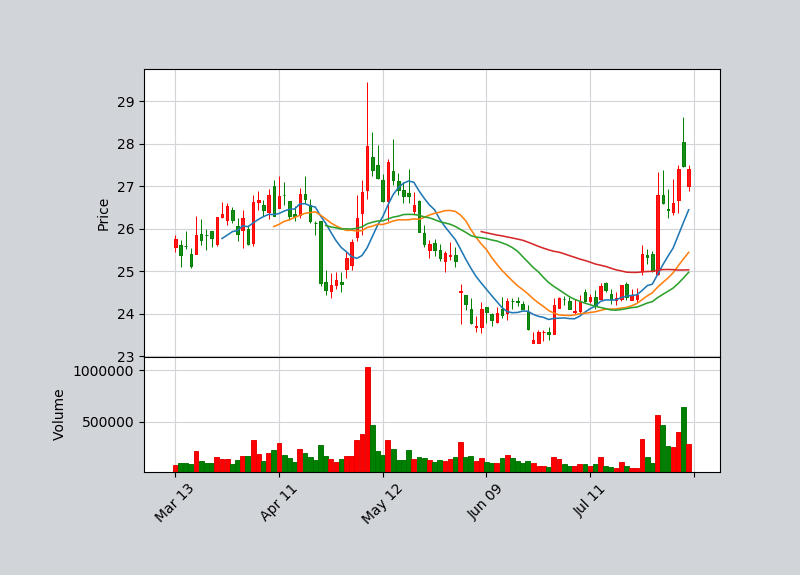 Price
29
28
27
26
25
24
23
Volume
1000000
500000
Mar 13
Apr 11
May 12
Jun 09
Jul 11